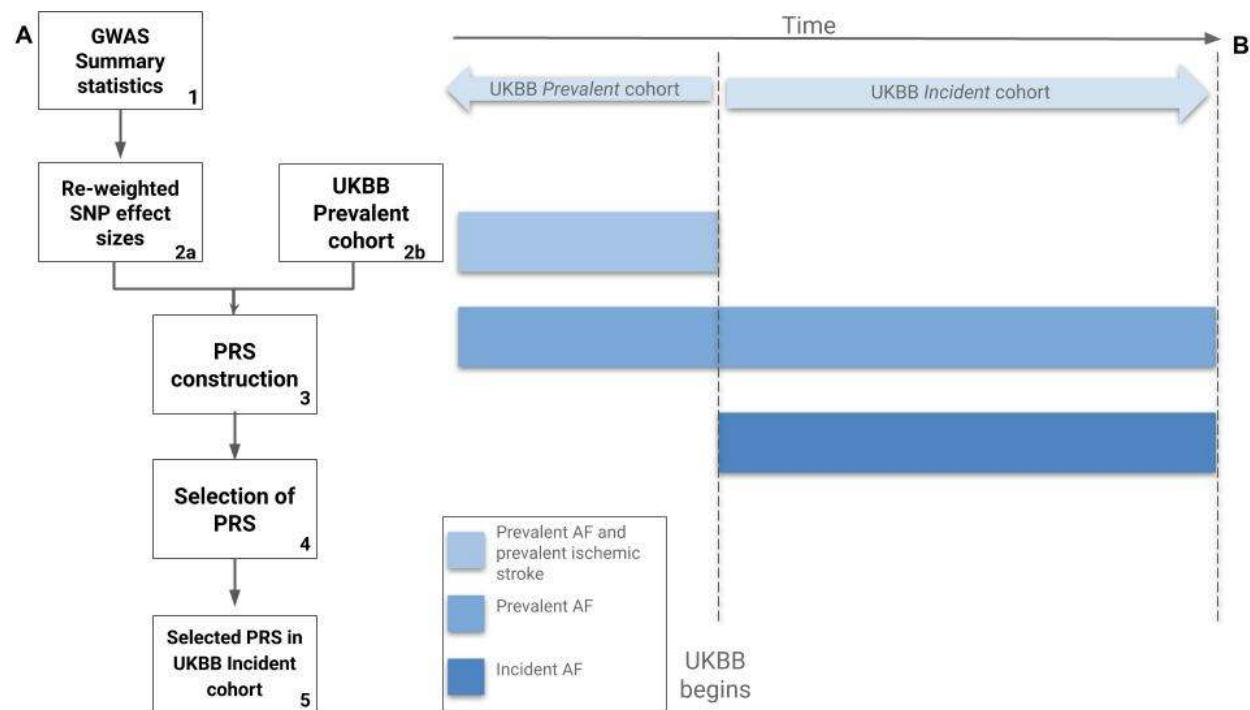 A
GWAS
Summary
statistics
1
Re-weighted
SNP effect
sizes
2a
UKBB
Prevalent
cohort
2b
PRS
construction
3
Selection of
PRS
4
Selected PRS in
UKBB Incident
cohort
5
Time
B
UKBB Prevalent cohort
UKBB Incident cohort
Prevalent AF and
prevalent ischemic
stroke
Prevalent AF
Incident AF
UKBB
begins